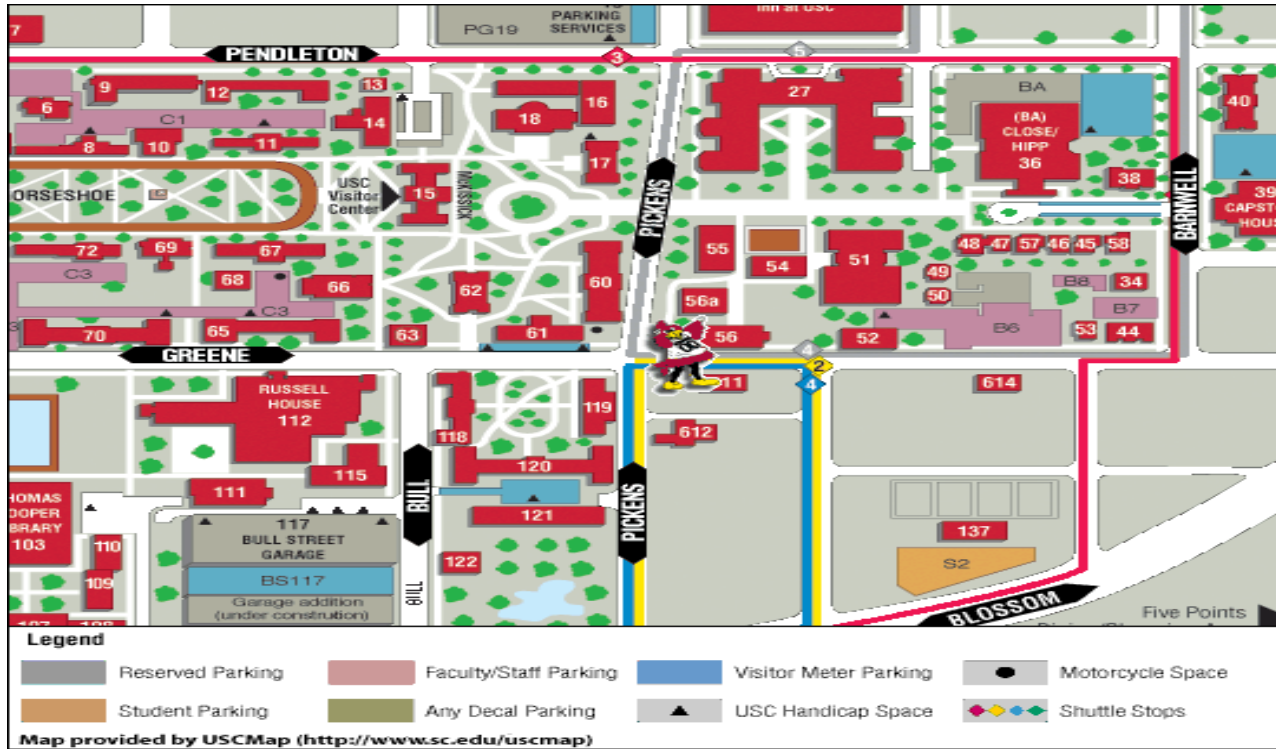 Inn at USC
PG19
PARKING
SERVICES
7
PENDLETON
3
5
9
12
13
6
C1
14
16
18
27
BA
(BA)
CLOSE/
HIPP
36
40
8
10
11
17
38
USC
Visitor
Center
15
MCKISSICK
PICKENS
BARNWELL
ORSESHOE
39
CAPST
HOUS
72
69
67
55
54
51
48
47
57
46
45
58
C3
68
66
62
60
49
50
B8
34
56a
B7
C3
70
65
63
61
56
52
B6
53
44
GREENE
4
2
4
11
614
RUSSELL
HOUSE
112
118
119
612
120
115
BULL
PICKENS
111
121
HOMAS
OOPER
BRARY
103
117
BULL STREET
GARAGE
137
110
122
S2
BS117
109
Garage addition
(under construction)
BLOSSOM
Five Points
Legend
Reserved Parking
Faculty/Staff Parking
Visitor Meter Parking
Motorcycle Space
Student Parking
Any Decal Parking
USC Handicap Space
Shuttle Stops
Map provided by USCMap (http://www.sc.edu/uscmap)